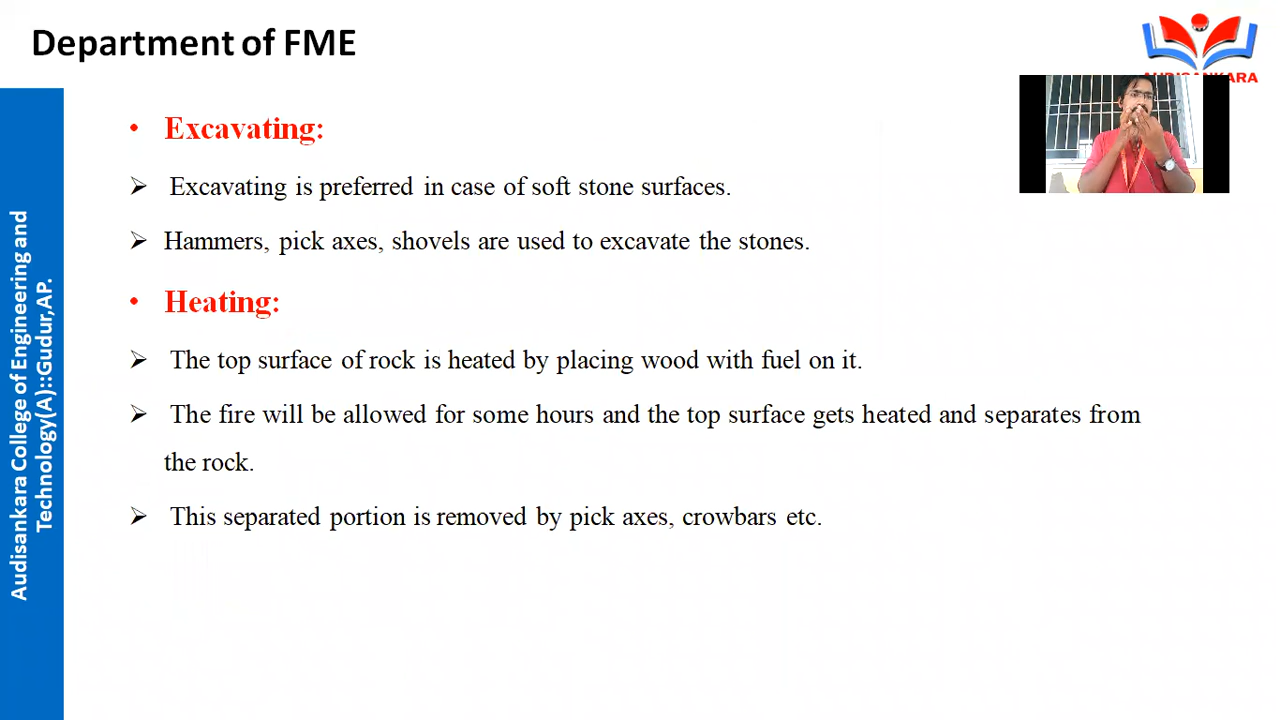 Department of FME
AUDISANKARA
Audisankara College of Engineering and
Technology(A)::Gudur,AP.
• Excavating:
➢ Excavating is preferred in case of soft stone surfaces.
➢ Hammers, pick axes, shovels are used to excavate the stones.
• Heating:
➢ The top surface of rock is heated by placing wood with fuel on it.
➢ The fire will be allowed for some hours and the top surface gets heated and separates from
the rock.
➢ This separated portion is removed by pick axes, crowbars etc.